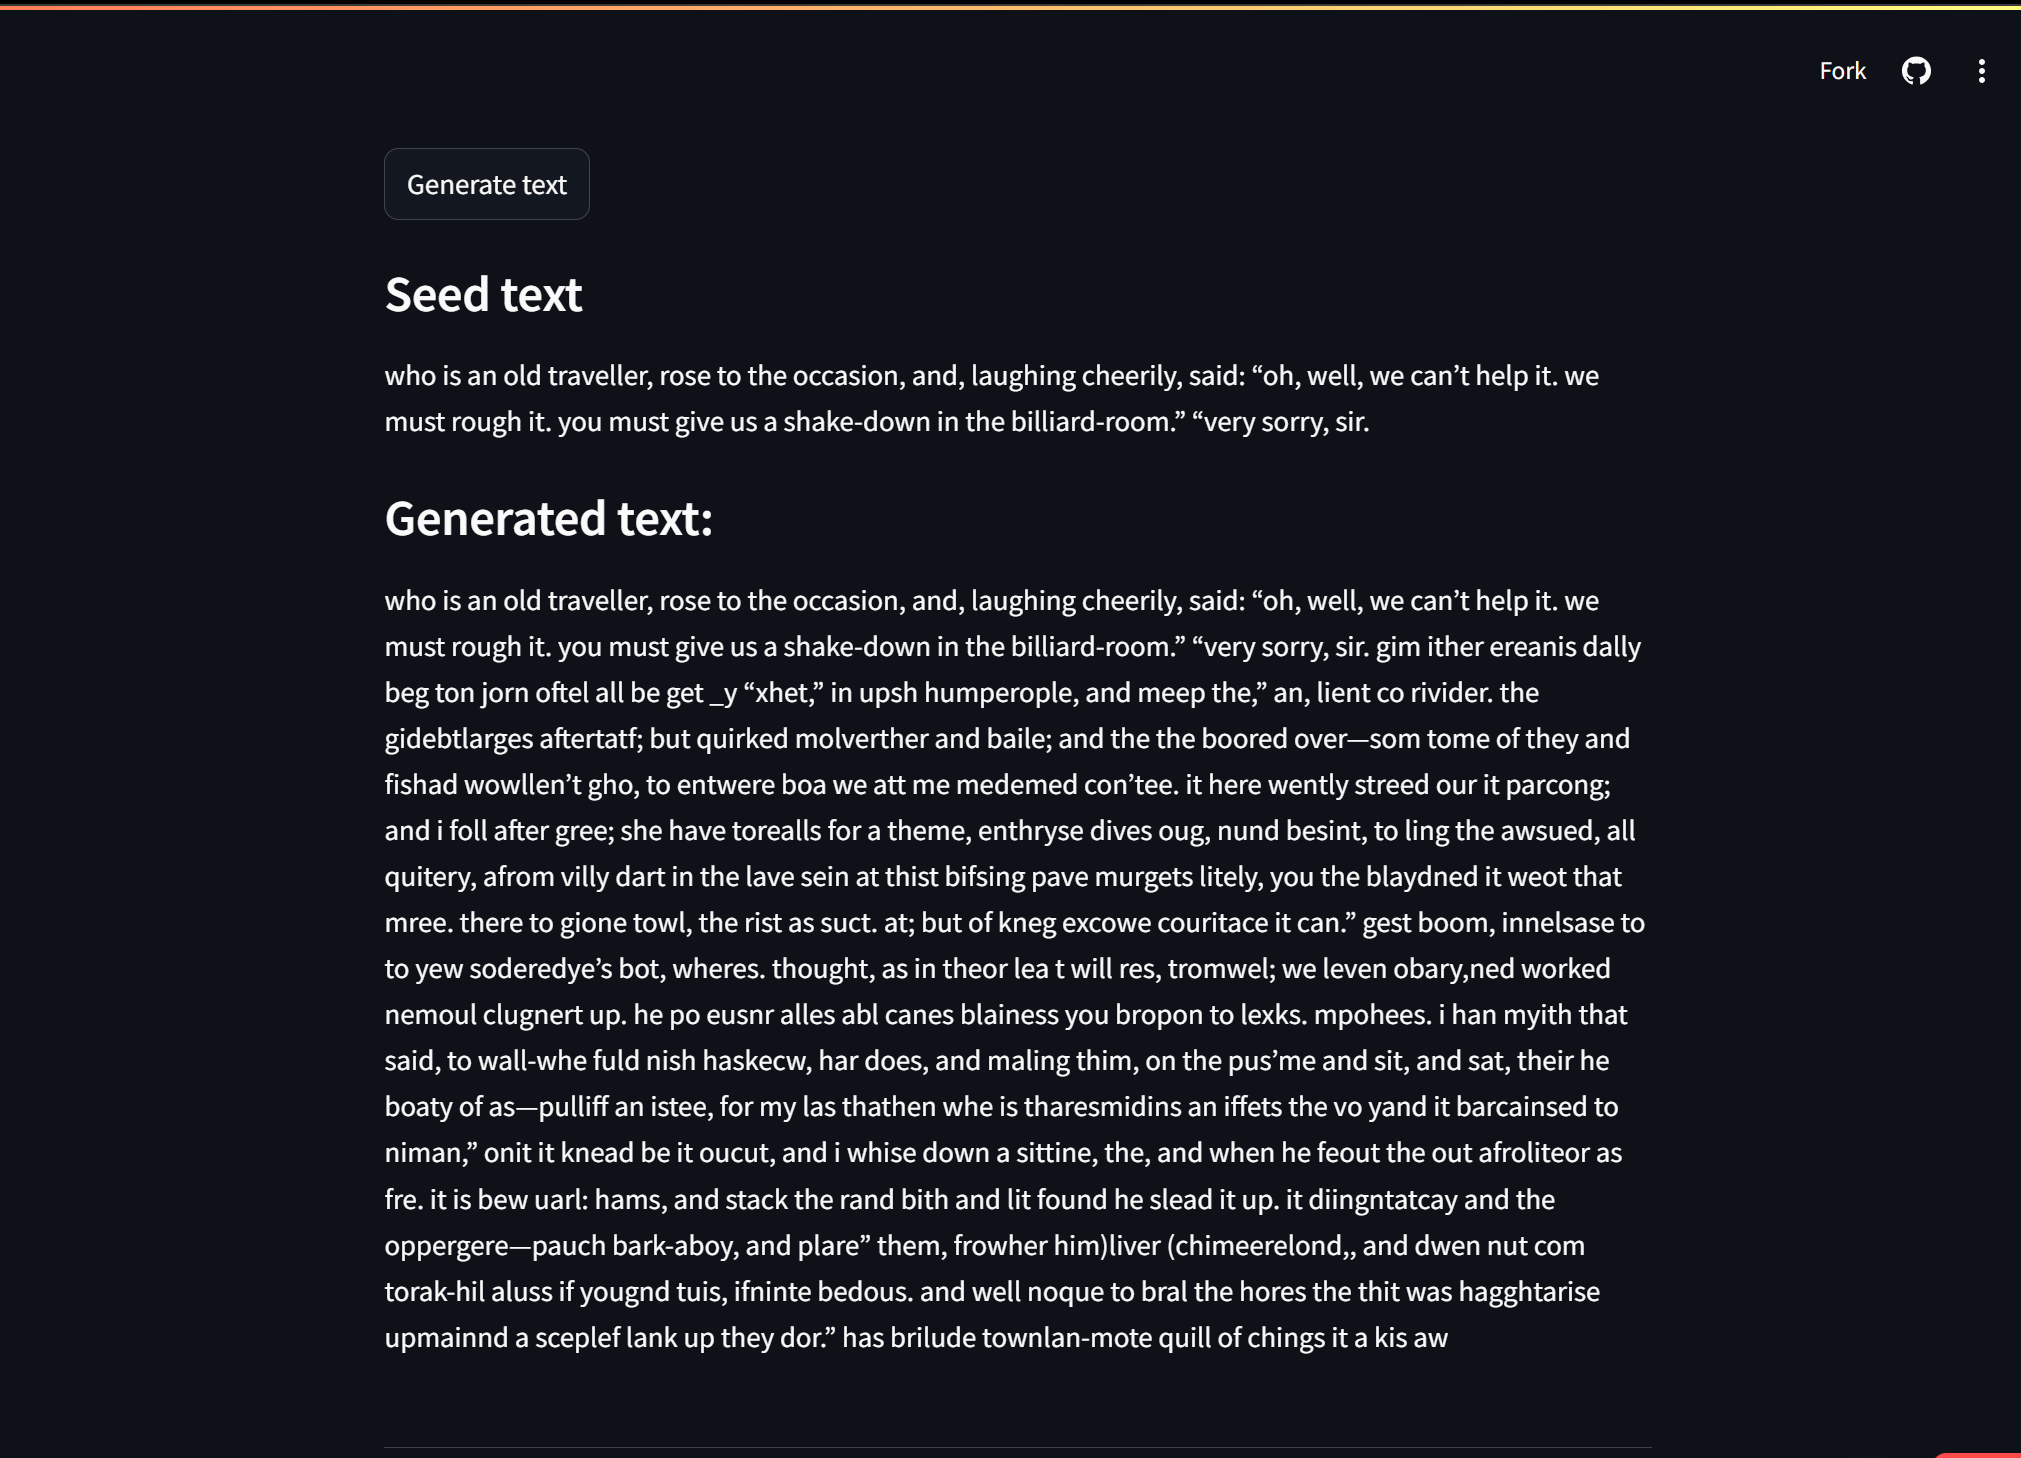 Fork
Generate text
Seed text
who is an old traveller, rose to the occasion, and, laughing cheerily, said: “oh, well, we can’t help it. we
must rough it. you must give us a shake-down in the billiard-room.” “very sorry, sir.
Generated text:
who is an old traveller, rose to the occasion, and, laughing cheerily, said: “oh, well, we can’t help it. we
must rough it. you must give us a shake-down in the billiard-room.” “very sorry, sir. gim ither ereanis dally
beg ton jorn oftel all be get _y “xhet,” in upsh humperople, and meep the,” an, lient co rivider. the
gidebtlarges aftertatf; but quirked molverther and baile; and the the boored over—som tome of they and
fishad wowllen’t gho, to entwere boa we att me medemed con’tee. it here wently streed our it parcong;
and i foll after gree; she have torealls for a theme, enthryse dives oug, nund besint, to ling the awsued, all
quitery, afrom villy dart in the lave sein at thist bifsing pave murgets litely, you the blaydned it weot that
mree. there to gione towl, the rist as suct. at; but of kneg excowe couritace it can.” gest boom, innelsase to
to yew soderedye’s bot, wheres. thought, as in theor lea t will res, tromwel; we leven obary,ned worked
nemoul clugnert up. he po eusnr alles abl canes blainess you bropon to lexks. mpohees. i han myith that
said, to wall-whe fuld nish haskecw, har does, and maling thim, on the pus’me and sit, and sat, their he
boaty of as—pulliff an istee, for my las thathen whe is tharesmidins an iffets the vo yand it barcainsed to
niman,” onit it knead be it oucut, and i whise down a sittine, the, and when he feout the out afroliteor as
fre. it is bew uarl: hams, and stack the rand bith and lit found he slead it up. it diingntatcay and the
oppergere—pauch bark-aboy, and plare” them, frowher him)liver (chimeerelond,, and dwen nut com
torak-hil aluss if yougnd tuis, ifninte bedous. and well noque to bral the hores the thit was hagghtarise
upmainnd a sceplef lank up they dor.” has brilude townlan-mote quill of chings it a kis aw